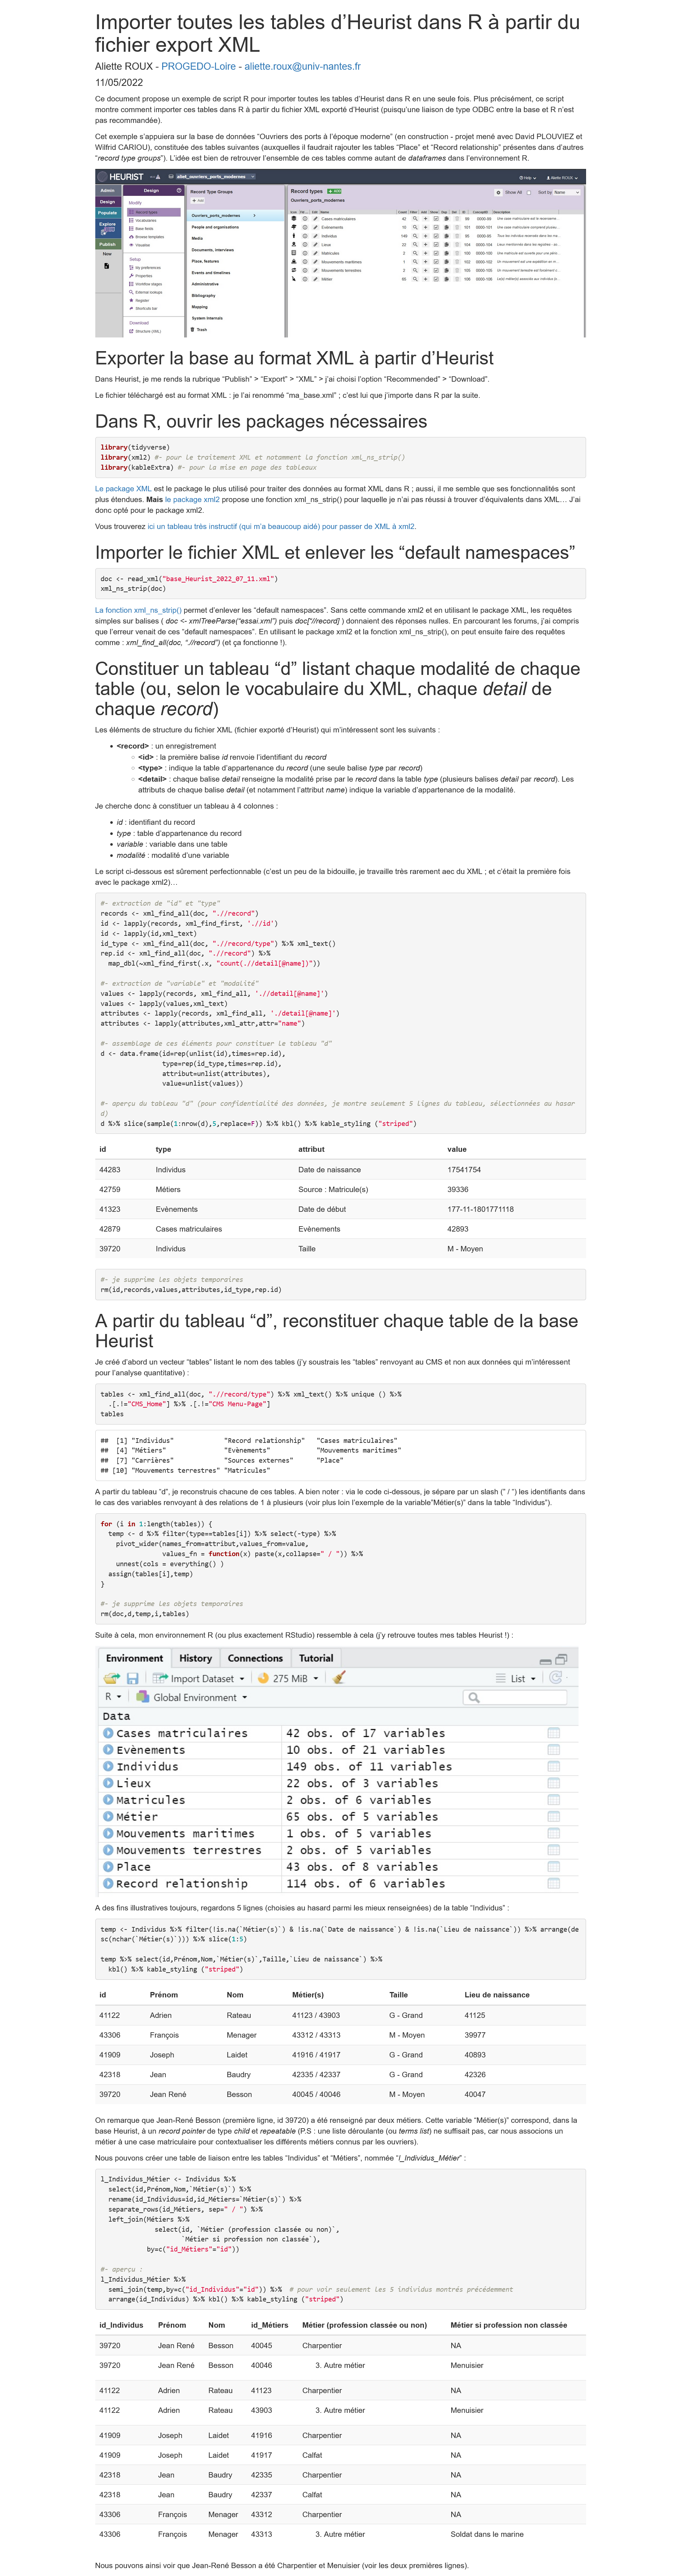 Importer toutes les tables d’Heurist dans R à partir du
fichier export XML
Aliette ROUX - PROGEDO-Loire - aliette.roux@univ-nantes.fr
11/05/2022
Ce document propose un exemple de script R pour importer toutes les tables d’Heurist dans R en une seule fois. Plus précisément, ce script
montre comment importer ces tables dans R à partir du fichier XML exporté d’Heurist (puisqu’une liaison de type ODBC entre la base et R n’est
pas recommandée).
Cet exemple s’appuiera sur la base de données “Ouvriers des ports à l’époque moderne” (en construction - projet mené avec David PLOUVIEZ et
Wilfrid CARIOU), constituée des tables suivantes (auxquelles il faudrait rajouter les tables “Place” et “Record relationship” présentes dans d’autres
“record type groups”). L’idée est de retrouver l’ensemble de ces tables comme autant de dataframes dans l’environnement R.
HEURIST
aliet_ouvriers_ports_modernes
Help
Aliette ROUX
Admin
Design
Populate
Explore
Publish
New
Design
Modify
Record types
Vocabularies
Base fields
Browse templates
Visualise
Setup
My preferences
Properties
Workflow stages
External lookups
Register
Shortcuts bar
Download
Structure (XML)
Record Type Groups
Add
Ouvriers_ports_modernes
People and organisations
Media
Documents, interviews
Place, features
Events and timelines
Administrative
Bibliography
Mapping
System Internals
Trash
Record types
Ouvriers_ports_modernes
Show All
Sort by Name
Cases matriculaires
Evènements
Individus
Lieux
Matricules
Mouvements maritimes
Mouvements terrestres
Métier
Exporter la base au format XML à partir d’Heurist
Dans Heurist, je me rends la rubrique “Publish” > “Export” > “XML” > j’ai choisi l’option “Recommended” > “Download”.
Le fichier téléchargé est au format XML : je l’ai renommé “ma_base.xml” ; c’est lui que j’importe dans R par la suite.
Dans R, ouvrir les packages nécessaires
library(tidyverse)
library(xml2) #- pour le traitement XML et notamment la fonction xml_ns_strip()
library(kableExtra) #- pour la mise en page des tableaux
Le package XML est le package le plus utilisé pour traiter des données au format XML dans R ; aussi, il me semble que ses fonctionnalités sont
plus étendues. Mais le package xml2 propose une fonction xml_ns_strip() pour laquelle je n’ai pas réussi à trouver d’équivalents dans XML… J’ai
donc opté pour le package xml2.
Vous trouverez ici un tableau très instructif (qui m’a beaucoup aidé) pour passer de XML à xml2.
Importer le fichier XML et enlever les “default namespaces”
doc <- read_xml("base_Heurist_2022_07_11.xml")
xml_ns_strip(doc)
La fonction xml_ns_strip() permet d’enlever les “default namespaces”. Sans cette commande xml2 et en utilisant le package XML, les requêtes
simples sur balises ( doc <- xmlTreeParse(“essai.xml”) puis doc[“//record] ) donnaient des réponses nulles. En parcourant les forums, j’ai compris
que l’erreur venait de ces “default namespaces”. En utilisant le package xml2 et la fonction xml_ns_strip(), on peut ensuite faire des requêtes
comme : xml_find_all(doc, “.//record”) (et ça fonctionne !).
Constituer un tableau “d” listant chaque modalité de chaque
table (ou, selon le vocabulaire du XML, chaque detail de
chaque record)
Les éléments de structure du fichier XML (fichier exporté d’Heurist) qui m’intéressent sont les suivants :
<record> : un enregistrement
<id> : la première balise id renvoie l’identifiant du record
<type> : indique la table d’appartenance du record (une seule balise type par record)
<detail> : chaque balise detail renseigne la modalité prise par le record dans la table type (plusieurs balises detail par record). Les
attributs de chaque balise detail (et notamment l’attribut name) indique la variable d’appartenance de la modalité.
Je cherche donc à constituer un tableau à 4 colonnes :
id : identifiant du record
type : table d’appartenance du record
variable : variable dans une table
modalité : modalité d’une variable
Le script ci-dessous est sûrement perfectionnable (c’est un peu de la bidouille, je travaille très rarement aec du XML ; et c’était la première fois
avec le package xml2)…
#- extraction de "id" et "type"
records <- xml_find_all(doc, ".//record")
id <- lapply(records, xml_find_first, './/id')
id <- lapply(id,xml_text)
id_type <- xml_find_all(doc, ".//record/type") %>% xml_text()
rep.id <- xml_find_all(doc, ".//record") %>%
map_dbl(~xml_find_first(.x, "count(.//detail[@name])"))
#- extraction de "variable" et "modalité"
values <- lapply(records, xml_find_all, './/detail[@name]')
values <- lapply(values,xml_text)
attributes <- lapply(records, xml_find_all, './detail[@name]')
attributes <- lapply(attributes,xml_attr,attr="name")
#- assemblage de ces éléments pour constituer le tableau "d"
d <- data.frame(id=rep(unlist(id),times=rep.id),
type=rep(id_type,times=rep.id),
attribut=unlist(attributes),
value=unlist(values))
#- aperçu du tableau "d" (pour confidentialité des données, je montre seulement 5 lignes du tableau, sélectionnées au hasar
d)
d %>% slice(sample(1:nrow(d),5,replace=F)) %>% kbl() %>% kable_styling ("striped")
id type attribut value
44283 Individus Date de naissance 17541754
42759 Métiers Source : Matricule(s) 39336
41323 Evénements Date de début 177-11-1801771118
42879 Cases matriculaires Evénements 42893
39720 Individus Taille M - Moyen
#- je supprime les objets temporaires
rm(id,records,values,attributes,id_type,rep.id)
A partir du tableau “d”, reconstituer chaque table de la base
Heurist
Je créé d’abord un vecteur “tables” listant le nom des tables (j’y soustrais les “tables” renvoyant au CMS et non aux données qui m’intéressent
pour l’analyse quantitative) :
tables <- xml_find_all(doc, ".//record/type") %>% xml_text() %>% unique () %>%
.[.!="CMS_Home"] %>% .[.!="CMS Menu-Page"]
tables
## [1] "Individus" "Record relationship" "Cases matriculaires"
## [4] "Métiers" "Evènements" "Mouvements maritimes"
## [7] "Carrières" "Sources externes" "Place"
## [10] "Mouvements terrestres" "Matricules"
A partir du tableau “d”, je reconstruis chacune de ces tables. A bien noter : via le code ci-dessous, je sépare par un slash (” / “) les identifiants dans
le cas des variables renvoyant à des relations de 1 à plusieurs (voir plus loin l’exemple de la variable”Métier(s)” dans la table “Individus”).
for (i in 1:length(tables)) {
temp <- d %>% filter(type==tables[i]) %>% select(-type) %>%
pivot_wider(names_from=attribut,values_from=value,
values_fn = function(x) paste(x,collapse=" / ")) %>%
unnest(cols = everything() )
assign(tables[i],temp)
}
#- je supprime les objets temporaires
rm(doc,d,temp,i,tables)
Suite à cela, mon environnement R (ou plus exactement RStudio) ressemble à cela (j’y retrouve toutes mes tables Heurist !) :
Environment History Connections Tutorial
Import Dataset 275 MiB List
R Global Environment
Data
Cases matriculaires 42 obs. of 17 variables
Evènements 10 obs. of 21 variables
Individus 149 obs. of 11 variables
Lieux 22 obs. of 3 variables
Matricules 2 obs. of 6 variables
Métier 65 obs. of 5 variables
Mouvements maritimes 1 obs. of 5 variables
Mouvements terrestres 2 obs. of 5 variables
Place 43 obs. of 8 variables
Record relationship 114 obs. of 6 variables
A des fins illustratives toujours, regardons 5 lignes (choisies au hasard parmi les mieux renseignées) de la table “Individus” :
temp <- Individus %>% filter(!is.na(`Métier(s)`) & !is.na(`Date de naissance`) & !is.na(`Lieu de naissance`)) %>% arrange(de
sc(nchar(`Métier(s)`))) %>% slice(1:5)
temp %>% select(id,Prénom,Nom,`Métier(s)`,Taille,`Lieu de naissance`) %>%
kbl() %>% kable_styling ("striped")
id Prénom Nom Métier(s) Taille Lieu de naissance
41122 Adrien Rateau 41123 / 43903 G - Grand 41125
43306 François Menager 43312 / 43313 M - Moyen 39977
41909 Joseph Laidet 41916 / 41917 G - Grand 40893
42318 Jean Baudry 42335 / 42337 G - Grand 42326
39720 Jean René Besson 40045 / 40046 M - Moyen 40047
On remarque que Jean-René Besson (première ligne, id 39720) a été renseigné par deux métiers. Cette variable “Métier(s)” correspond, dans la
base Heurist, à un record pointer de type child et repeatable (P.S : une liste déroulante (ou terms list) ne suffisait pas, car nous associons un
métier à une case matriculaire pour contextualiser les différents métiers connus par les ouvriers).
Nous pouvons créer une table de liaison entre les tables “Individus” et “Métiers”, nommée “l_Individus_Métier” :
l_Individus_Métier <- Individus %>%
select(id,Prénom,Nom,`Métier(s)`) %>%
rename(id_Individus=id,id_Métiers=`Métier(s)`) %>%
separate_rows(id_Métiers, sep=" / ") %>%
left_join(Métiers %>%
select(id, `Métier (profession classée ou non)`,
`Métier si profession non classée`),
by=c("id_Métiers"="id"))
#- aperçu :
l_Individus_Métier %>%
semi_join(temp,by=c("id_Individus"="id")) %>% # pour voir seulement les 5 individus montrés précédemment
arrange(id_Individus) %>% kbl() %>% kable_styling ("striped")
id_Individus Prénom Nom id_Métiers Métier (profession classée ou non) Métier si profession non classée
39720 Jean René Besson 40045 Charpentier NA
39720 Jean René Besson 40046 3. Autre métier Menuisier
41122 Adrien Rateau 41123 Charpentier NA
41122 Adrien Rateau 43903 3. Autre métier Menuisier
41909 Joseph Laidet 41916 Charpentier NA
41909 Joseph Laidet 41917 Calfat NA
42318 Jean Baudry 42335 Charpentier NA
42318 Jean Baudry 42337 Calfat NA
43306 François Menager 43312 Charpentier NA
43306 François Menager 43313 3. Autre métier Soldat dans le marine
Nous pouvons ainsi voir que Jean-René Besson a été Charpentier et Menuisier (voir les deux premières lignes).